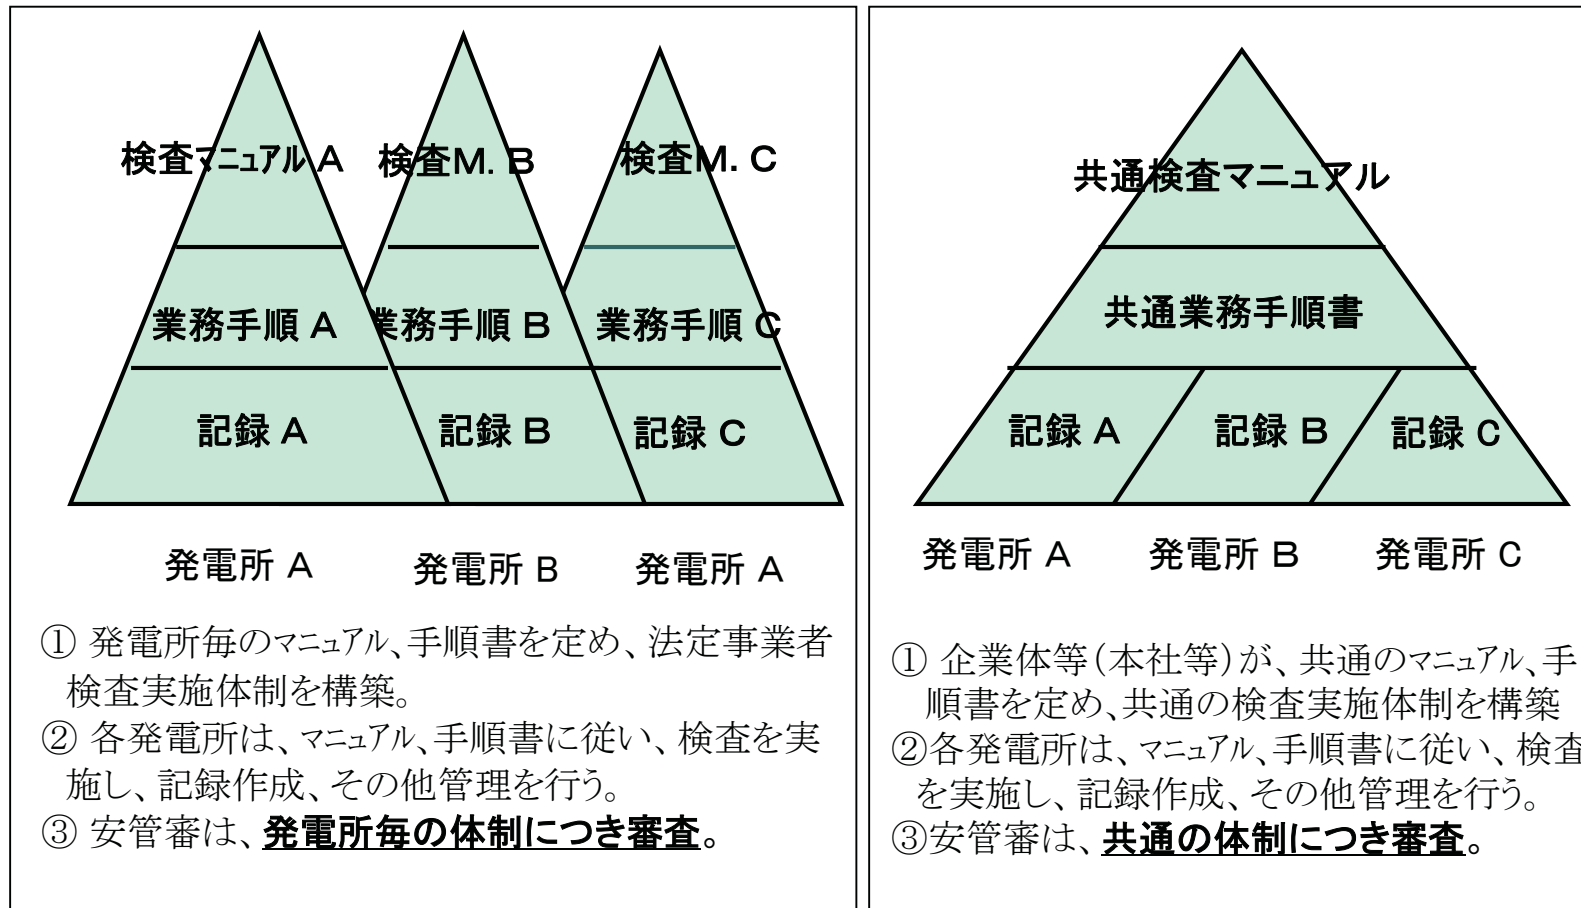 検査マニュアル A 検査M. B 検査M. C
業務手順 A 業務手順 B 業務手順 C
記録 A 記録 B 記録 C
発電所 A 発電所 B 発電所 A
① 発電所毎のマニュアル、手順書を定め、法定事業者
検査実施体制を構築。
② 各発電所は、マニュアル、手順書に従い、検査を実
施し、記録作成、その他管理を行う。
③ 安管審は、発電所毎の体制につき審査。
共通検査マニュアル
共通業務手順書
記録 A 記録 B 記録 C
発電所 A 発電所 B 発電所 C
① 企業体等(本社等)が、共通のマニュアル、手
順書を定め、共通の検査実施体制を構築
②各発電所は、マニュアル、手順書に従い、検査
を実施し、記録作成、その他管理を行う。
③安管審は、共通の体制につき審査。